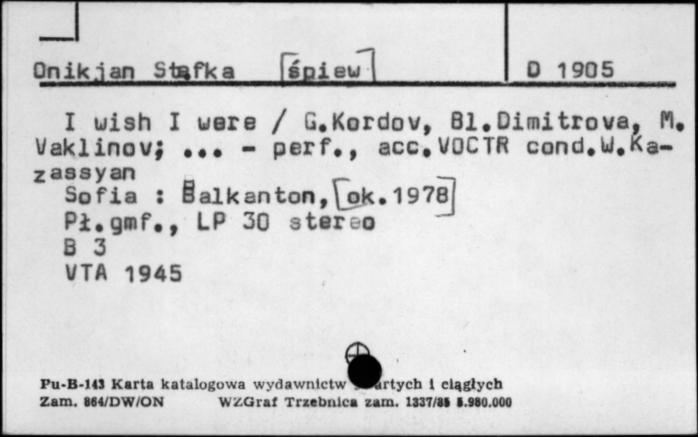 Onikjan Stefka [śpiew] D 1905
I wish I were / G.Kordov, Bl.Dimitrova, M.
Vaklinov; ... - perf., acc.VOCTR cond.W.Ka-
zassyan
Sofia : Balkanton, [ok.1978]
Pł.gmf., LP 30 stereo
B 3
VTA 1945
Pu-B-143 Karta katalogowa wydawnictw i ciągłych
Zam. 864/DW/ON WZGraf Trzebnica zam. 1337/85 5.980.000